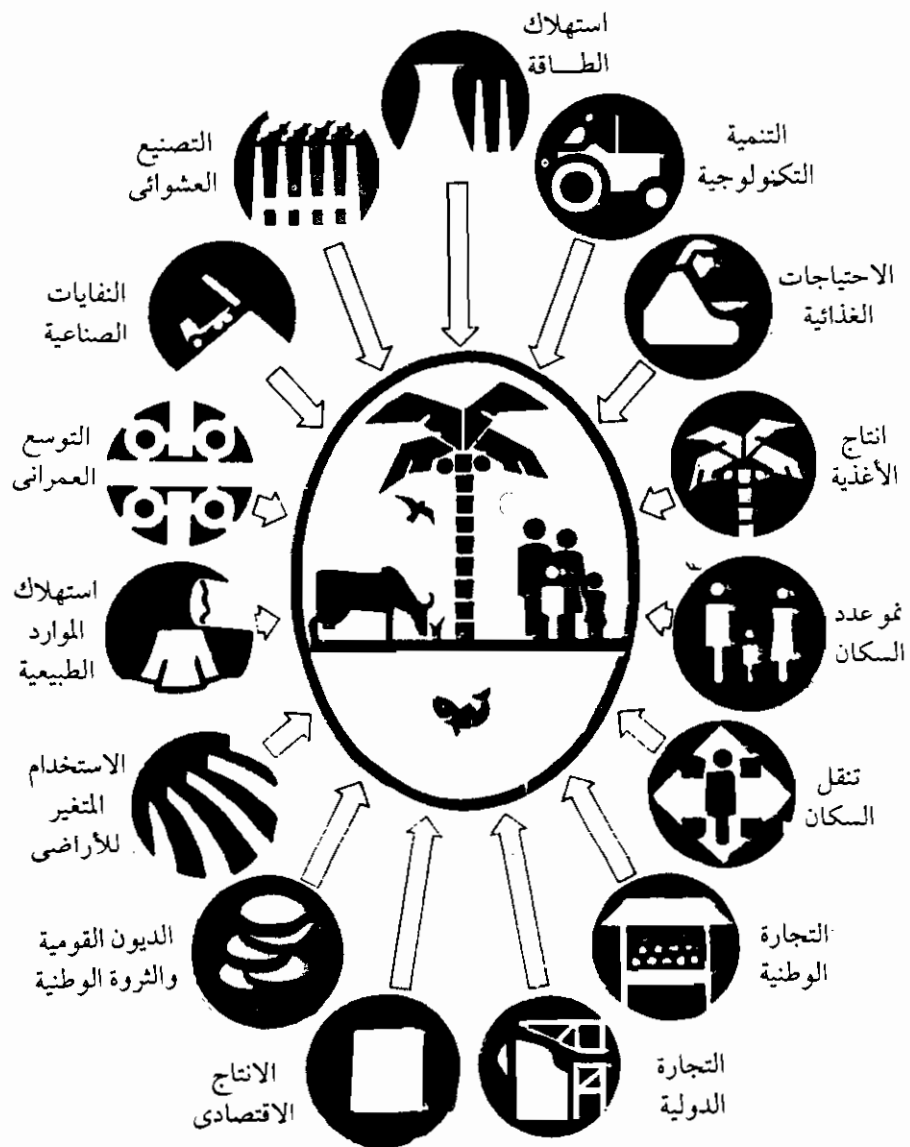 استهلاك
الطـــاقة
التنمية
التكنولوجية
الاحتياجات
الغذائية
انتاج
الأغذية
نمو عدد
السكان
تنقل
السكان
التجارة
الوطنية
التجارة
الدولية
الانتاج
الاقتصادى
الديون القومية
والثروة الوطنية
الاستخدام
المتغير
للأراضى
استهلاك
الموارد
الطبيعية
التوسع
العمرانى
النفايات
الصناعية
التصنيع
العشوائى